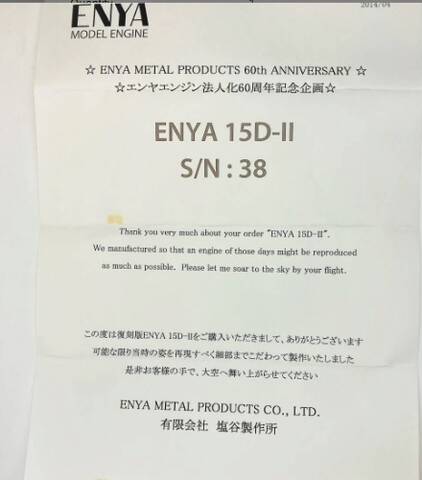 2014/04
ENYA
MODEL ENGINE
☆ ENYA METAL PRODUCTS 60th ANNIVERSARY ☆
☆エンヤエンジン法人化60周年記念企画☆
ENYA 15D-II
S/N : 38
Thank you very much about your order "ENYA 15D-II".
We manufactured so that an engine of those days might be reproduced
as much as possible. Please let me soar to the sky by your flight.
この度は復刻版ENYA 15D-IIをご購入いただきまして、ありがとうございます
可能な限り当時の姿を再現すべく細部までこだわって製作いたしました
是非お客様の手で、大空へ舞い上がらせてください
ENYA METAL PRODUCTS CO., LTD.
有限会社 塩谷製作所